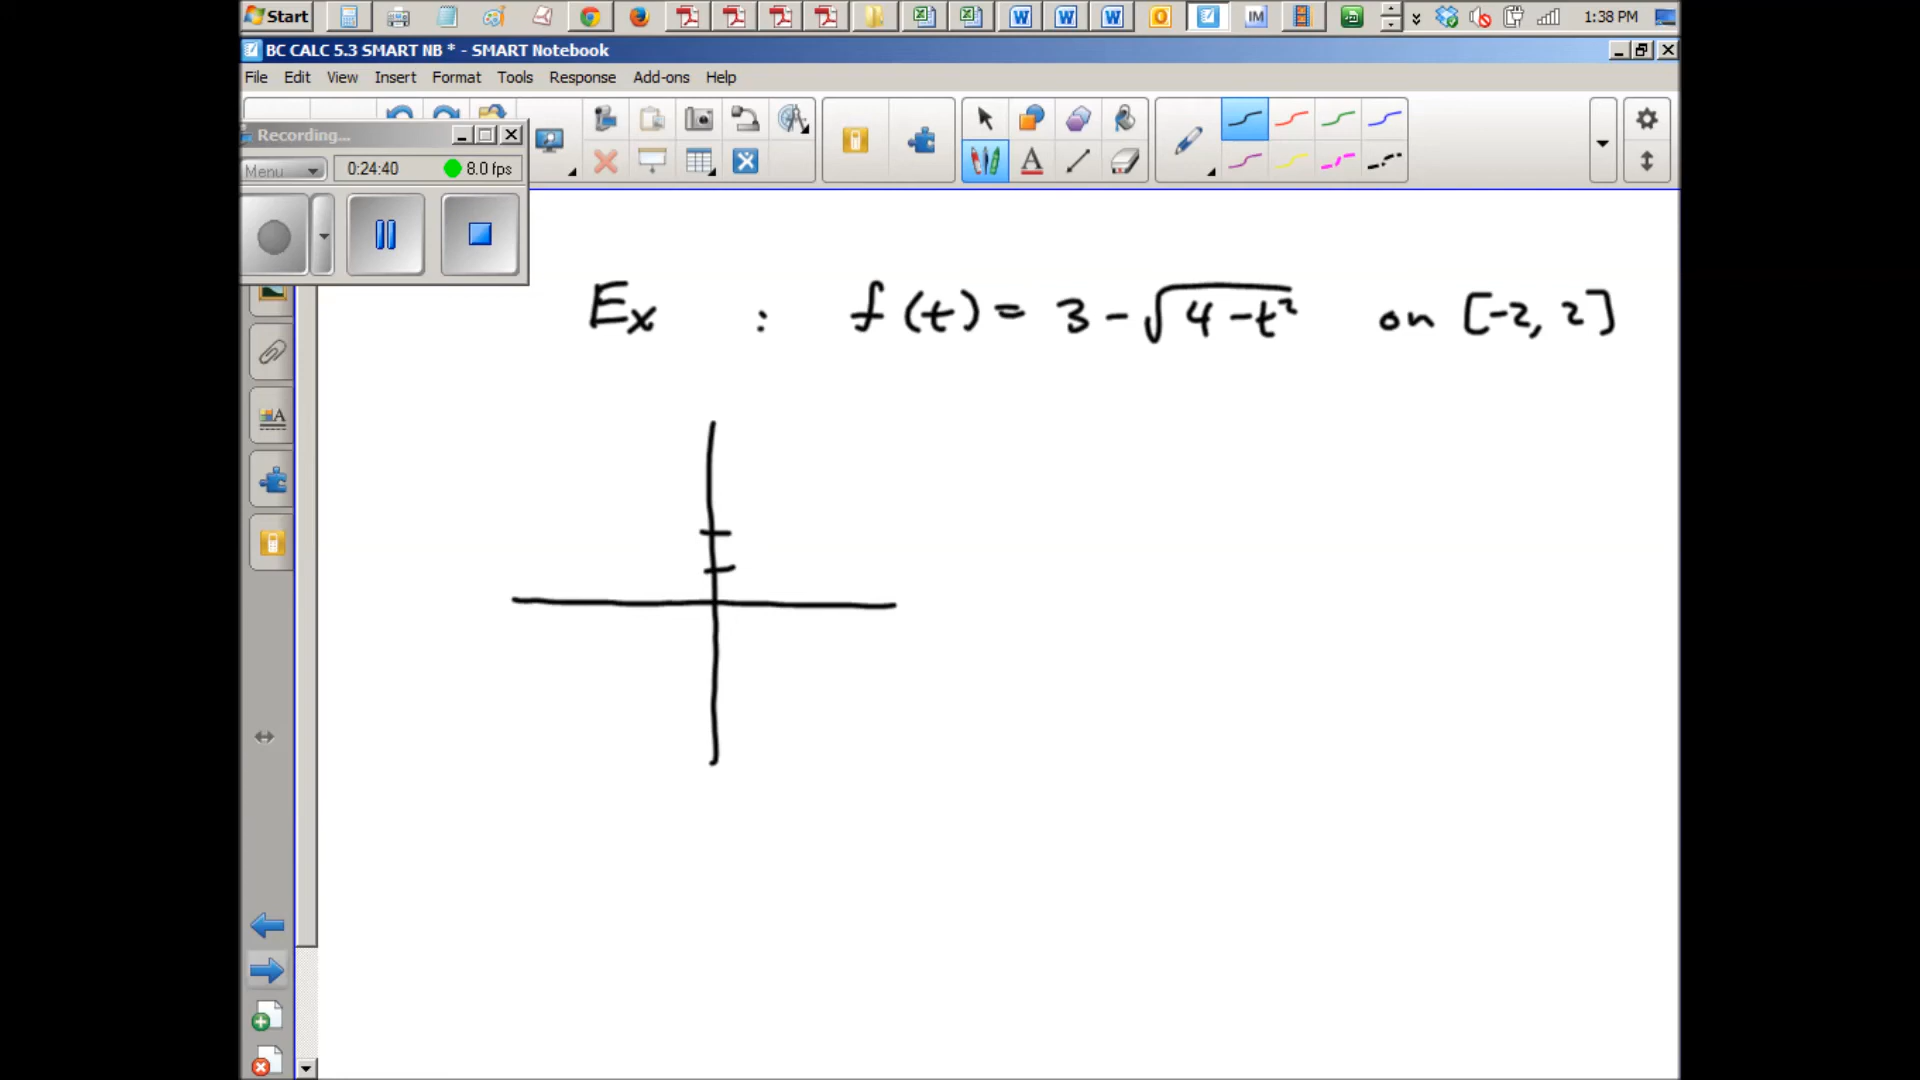 Start
1:38 PM
BC CALC 5.3 SMART NB * - SMART Notebook
File Edit View Insert Format Tools Response Add-ons Help
Recording...
Menu 0:24:40 8.0 fps
Ex : f(t) = 3 - √4-t² on [-2, 2]